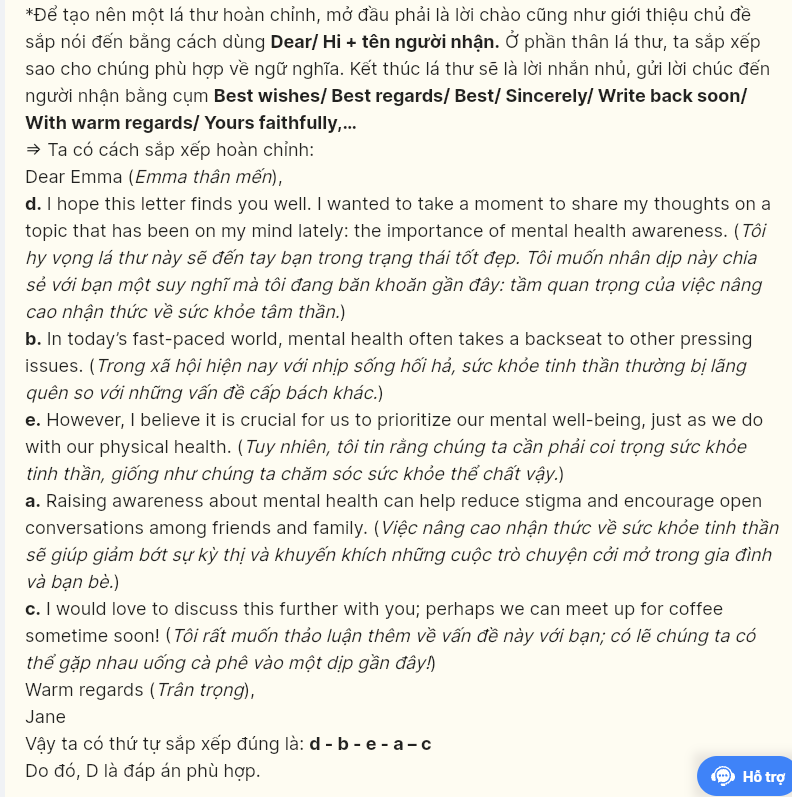 *Để tạo nên một lá thư hoàn chỉnh, mở đầu phải là lời chào cũng như giới thiệu chủ đề
sắp nói đến bằng cách dùng Dear/ Hi + tên người nhận. Ở phần thân lá thư, ta sắp xếp
sao cho chúng phù hợp về ngữ nghĩa. Kết thúc lá thư sẽ là lời nhắn nhủ, gửi lời chúc đến
người nhận bằng cụm Best wishes/ Best regards/ Best/ Sincerely/ Write back soon/
With warm regards/ Yours faithfully,...
⇒ Ta có cách sắp xếp hoàn chỉnh:
Dear Emma (Emma thân mến),
d. I hope this letter finds you well. I wanted to take a moment to share my thoughts on a
topic that has been on my mind lately: the importance of mental health awareness. (Tôi
hy vọng lá thư này sẽ đến tay bạn trong trạng thái tốt đẹp. Tôi muốn nhân dịp này chia
sẻ với bạn một suy nghĩ mà tôi đang băn khoăn gần đây: tầm quan trọng của việc nâng
cao nhận thức về sức khỏe tâm thần.)
b. In today’s fast-paced world, mental health often takes a backseat to other pressing
issues. (Trong xã hội hiện nay với nhịp sống hối hả, sức khỏe tinh thần thường bị lãng
quên so với những vấn đề cấp bách khác.)
e. However, I believe it is crucial for us to prioritize our mental well-being, just as we do
with our physical health. (Tuy nhiên, tôi tin rằng chúng ta cần phải coi trọng sức khỏe
tinh thần, giống như chúng ta chăm sóc sức khỏe thể chất vậy.)
a. Raising awareness about mental health can help reduce stigma and encourage open
conversations among friends and family. (Việc nâng cao nhận thức về sức khỏe tinh thần
sẽ giúp giảm bớt sự kỳ thị và khuyến khích những cuộc trò chuyện cởi mở trong gia đình
và bạn bè.)
c. I would love to discuss this further with you; perhaps we can meet up for coffee
sometime soon! (Tôi rất muốn thảo luận thêm về vấn đề này với bạn; có lẽ chúng ta có
thể gặp nhau uống cà phê vào một dịp gần đây!)
Warm regards (Trân trọng),
Jane
Vậy ta có thứ tự sắp xếp đúng là: d - b - e - a – c
Do đó, D là đáp án phù hợp.
Hỗ trợ